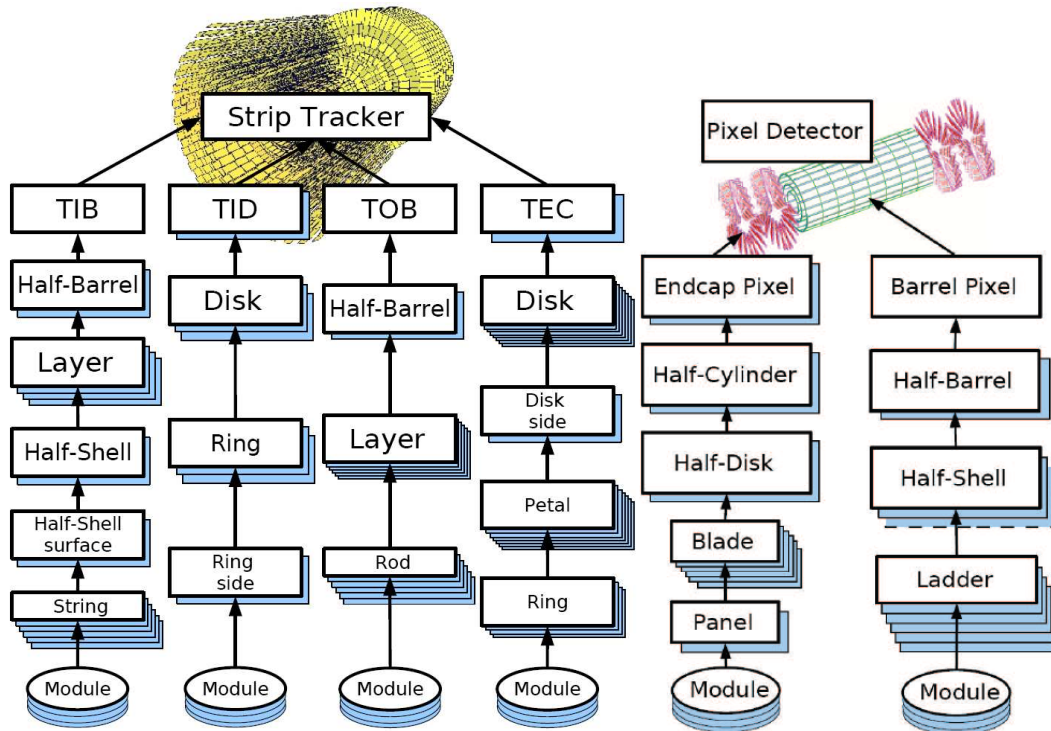 Strip Tracker
Pixel Detector
TIB
TID
TOB
TEC
Half-Barrel
Disk
Half-Barrel
Disk
Endcap Pixel
Barrel Pixel
Layer
Disk
side
Half-Cylinder
Half-Barrel
Half-Shell
Ring
Layer
Half-Disk
Half-Shell
Half-Shell
surface
Ring
side
Rod
Petal
Blade
Ladder
String
Ring
Panel
Module
Module
Module
Module
Module
Module